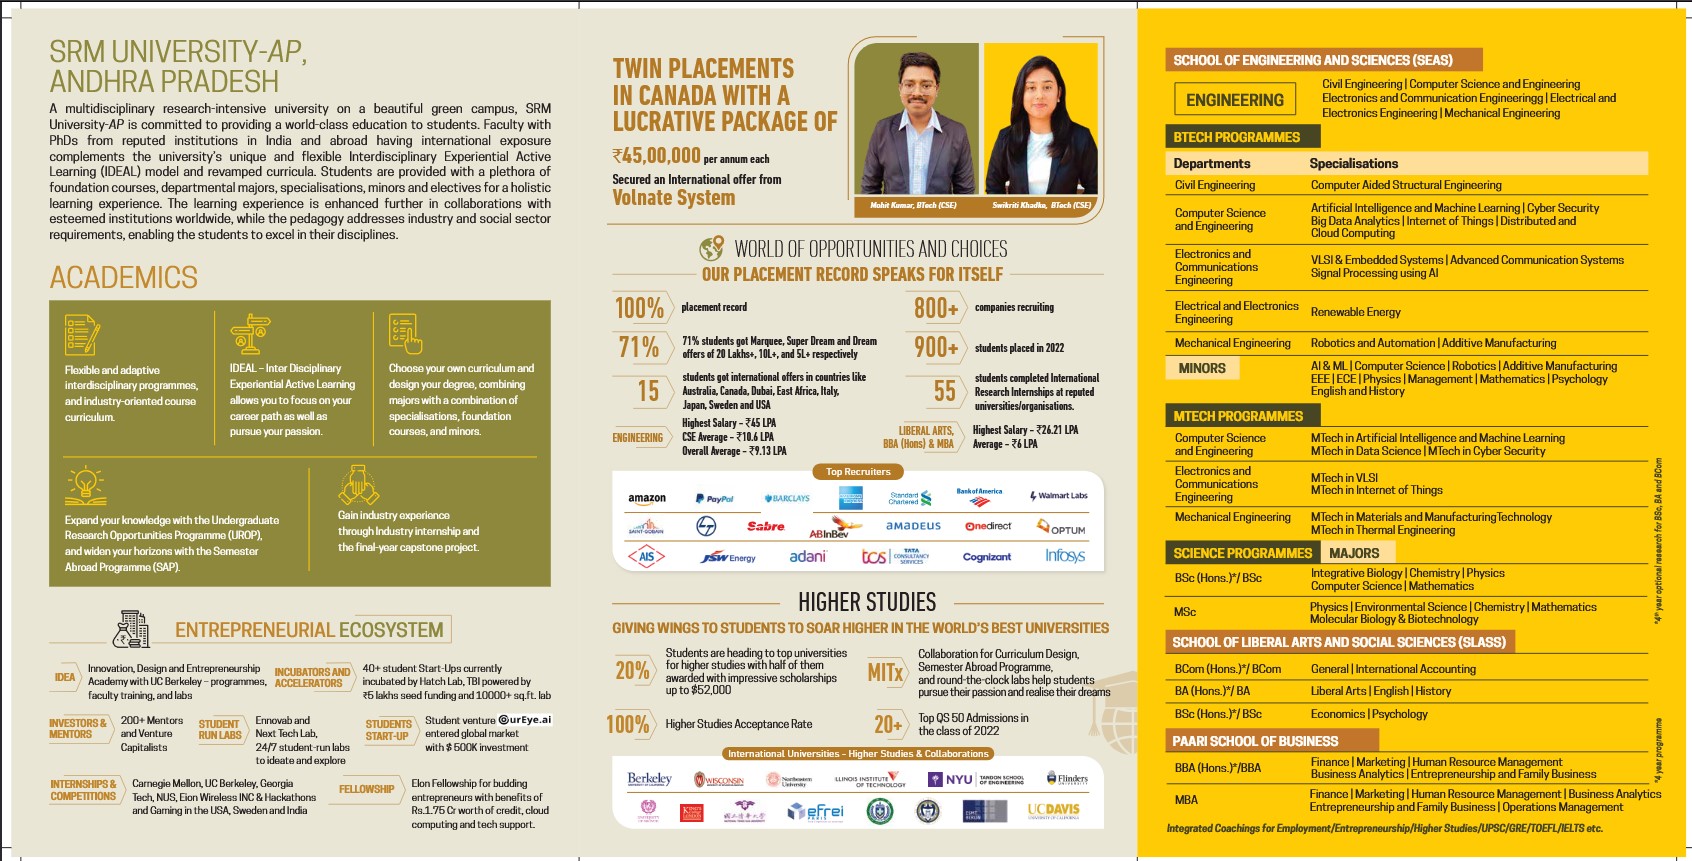 SRM UNIVERSITY-AP,
ANDHRA PRADESH
A multidisciplinary research-intensive university on a beautiful green campus, SRM
University-AP is committed to providing a world-class education to students. Faculty with
PhDs from reputed institutions in India and abroad having international exposure
complements the university's unique and flexible Interdisciplinary Experiential Active
Learning (IDEAL) model and revamped curricula. Students are provided with a plethora of
foundation courses, departmental majors, specialisations, minors and electives for a holistic
learning experience. The learning experience is enhanced further in collaborations with
esteemed institutions worldwide, while the pedagogy addresses industry and social sector
requirements, enabling the students to excel in their disciplines.
ACADEMICS
Flexible and adaptive
interdisciplinary programmes,
and industry-oriented course
curriculum.
IDEAL – Inter Disciplinary
Experiential Active Learning
allows you to focus on your
career path as well as
pursue your passion.
Choose your own curriculum and
design your degree, combining
majors with a combination of
specialisations, foundation
courses, and minors.
Expand your knowledge with the Undergraduate
Research Opportunities Programme (UROP),
and widen your horizons with the Semester
Abroad Programme (SAP).
Gain industry experience
through Industry internship and
the final-year capstone project.
ENTREPRENEURIAL ECOSYSTEM
IDEA
Innovation, Design and Entrepreneurship
Academy with UC Berkeley – programmes,
faculty training, and labs
INCUBATORS AND
ACCELERATORS
40+ student Start-Ups currently
incubated by Hatch Lab, TBI powered by
₹5 lakhs seed funding and 10000+ sq.ft. lab
INVESTORS &
MENTORS
200+ Mentors
and Venture
Capitalists
STUDENT
RUN LABS
Ennovab and
Next Tech Lab,
24/7 student-run labs
to ideate and explore
STUDENTS
START-UP
Student venture OurEye.ai
entered global market
with $ 500K investment
INTERNSHIPS &
COMPETITIONS
Carnegie Mellon, UC Berkeley, Georgia
Tech, NUS, Eion Wireless INC & Hackathons
and Gaming in the USA, Sweden and India
FELLOWSHIP
Elon Fellowship for budding
entrepreneurs with benefits of
Rs.1.75 Cr worth of credit, cloud
computing and tech support.
TWIN PLACEMENTS
IN CANADA WITH A
LUCRATIVE PACKAGE OF
₹45,00,000 per annum each
Secured an International offer from
Volnate System
Mohit Kumar, BTech (CSE)
Swikriti Khadka, BTech (CSE)
WORLD OF OPPORTUNITIES AND CHOICES
OUR PLACEMENT RECORD SPEAKS FOR ITSELF
100%
placement record
800+
companies recruiting
71%
71% students got Marquee, Super Dream and Dream
offers of 20 Lakhs+, 10L+, and 5L+ respectively
900+
students placed in 2022
15
students got international offers in countries like
Australia, Canada, Dubai, East Africa, Italy,
Japan, Sweden and USA
55
students completed International
Research Internships at reputed
universities/organisations.
ENGINEERING
Highest Salary – ₹45 LPA
CSE Average – ₹10.6 LPA
Overall Average – ₹9.13 LPA
LIBERAL ARTS,
BBA (Hons) & MBA
Highest Salary – ₹26.21 LPA
Average – ₹6 LPA
Top Recruiters
amazon
PayPal
BARCLAYS
AMERICAN EXPRESS
Standard
Chartered
Bank of America
Walmart Labs
SAINT-GOBAIN
Sabre
ABInBev
AMADEUS
Onedirect
OPTUM
AIS
JSW Energy
adani
tcs TATA
CONSULTANCY
SERVICES
Cognizant
Infosys
HIGHER STUDIES
GIVING WINGS TO STUDENTS TO SOAR HIGHER IN THE WORLD'S BEST UNIVERSITIES
20%
Students are heading to top universities
for higher studies with half of them
awarded with impressive scholarships
up to $52,000
MITx
Collaboration for Curriculum Design,
Semester Abroad Programme,
and round-the-clock labs help students
pursue their passion and realise their dreams
100%
Higher Studies Acceptance Rate
20+
Top QS 50 Admissions in
the class of 2022
International Universities – Higher Studies & Collaborations
Berkeley
WISCONSIN
Northeastern
University
ILLINOIS INSTITUTE
OF TECHNOLOGY
NYU TANDON SCHOOL
OF ENGINEERING
Flinders
UNIVERSITY
efrei
UCDAVIS
UNIVERSITY OF CALIFORNIA
SCHOOL OF ENGINEERING AND SCIENCES (SEAS)
ENGINEERING
Civil Engineering | Computer Science and Engineering
Electronics and Communication Engineeringg | Electrical and
Electronics Engineering | Mechanical Engineering
BTECH PROGRAMMES
Departments
Specialisations
Civil Engineering
Computer Aided Structural Engineering
Computer Science
and Engineering
Artificial Intelligence and Machine Learning | Cyber Security
Big Data Analytics | Internet of Things | Distributed and
Cloud Computing
Electronics and
Communications
Engineering
VLSI & Embedded Systems | Advanced Communication Systems
Signal Processing using AI
Electrical and Electronics
Engineering
Renewable Energy
Mechanical Engineering
Robotics and Automation | Additive Manufacturing
MINORS
AI & ML | Computer Science | Robotics | Additive Manufacturing
EEE | ECE | Physics | Management | Mathematics | Psychology
English and History
MTECH PROGRAMMES
Computer Science
and Engineering
MTech in Artificial Intelligence and Machine Learning
MTech in Data Science | MTech in Cyber Security
Electronics and
Communications
Engineering
MTech in VLSI
MTech in Internet of Things
Mechanical Engineering
MTech in Materials and ManufacturingTechnology
MTech in Thermal Engineering
SCIENCE PROGRAMMES
MAJORS
BSc (Hons.)*/ BSc
Integrative Biology | Chemistry | Physics
Computer Science | Mathematics
MSc
Physics | Environmental Science | Chemistry | Mathematics
Molecular Biology & Biotechnology
*4th year optional research for BSc, BA and BCom
SCHOOL OF LIBERAL ARTS AND SOCIAL SCIENCES (SLASS)
BCom (Hons.)*/ BCom
General | International Accounting
BA (Hons.)*/ BA
Liberal Arts | English | History
BSc (Hons.)*/ BSc
Economics | Psychology
PAARI SCHOOL OF BUSINESS
BBA (Hons.)*/BBA
Finance | Marketing | Human Resource Management
Business Analytics | Entrepreneurship and Family Business
MBA
Finance | Marketing | Human Resource Management | Business Analytics
Entrepreneurship and Family Business | Operations Management
*4 year programme
Integrated Coachings for Employment/Entrepreneurship/Higher Studies/UPSC/GRE/TOEFL/IELTS etc.